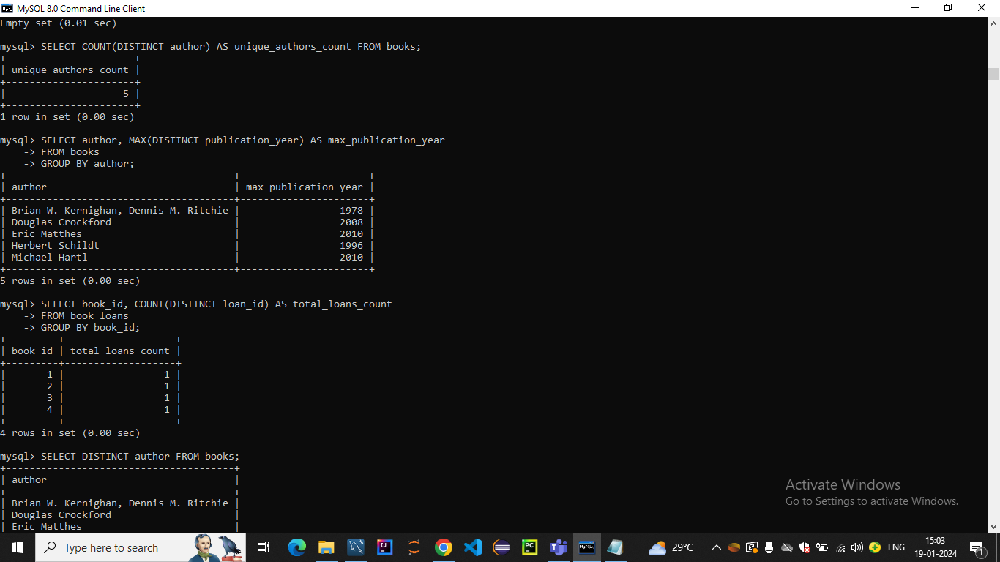 MySQL 8.0 Command Line Client
Empty set (0.01 sec)
mysql> SELECT COUNT(DISTINCT author) AS unique_authors_count FROM books;
+----------------------+
| unique_authors_count |
+----------------------+
|                    5 |
+----------------------+
1 row in set (0.00 sec)
mysql> SELECT author, MAX(DISTINCT publication_year) AS max_publication_year
    -> FROM books
    -> GROUP BY author;
+---------------------------------------+----------------------+
| author                                | max_publication_year |
+---------------------------------------+----------------------+
| Brian W. Kernighan, Dennis M. Ritchie |                 1978 |
| Douglas Crockford                     |                 2008 |
| Eric Matthes                          |                 2010 |
| Herbert Schildt                       |                 1996 |
| Michael Hartl                         |                 2010 |
+---------------------------------------+----------------------+
5 rows in set (0.00 sec)
mysql> SELECT book_id, COUNT(DISTINCT loan_id) AS total_loans_count
    -> FROM book_loans
    -> GROUP BY book_id;
+---------+-------------------+
| book_id | total_loans_count |
+---------+-------------------+
|       1 |                 1 |
|       2 |                 1 |
|       3 |                 1 |
|       4 |                 1 |
+---------+-------------------+
4 rows in set (0.00 sec)
mysql> SELECT DISTINCT author FROM books;
+---------------------------------------+
| author                                |
+---------------------------------------+
| Brian W. Kernighan, Dennis M. Ritchie |
| Douglas Crockford                     |
| Eric Matthes                          |
Activate Windows
Go to Settings to activate Windows.
Type here to search
29°C
ENG
15:03
19-01-2024
1